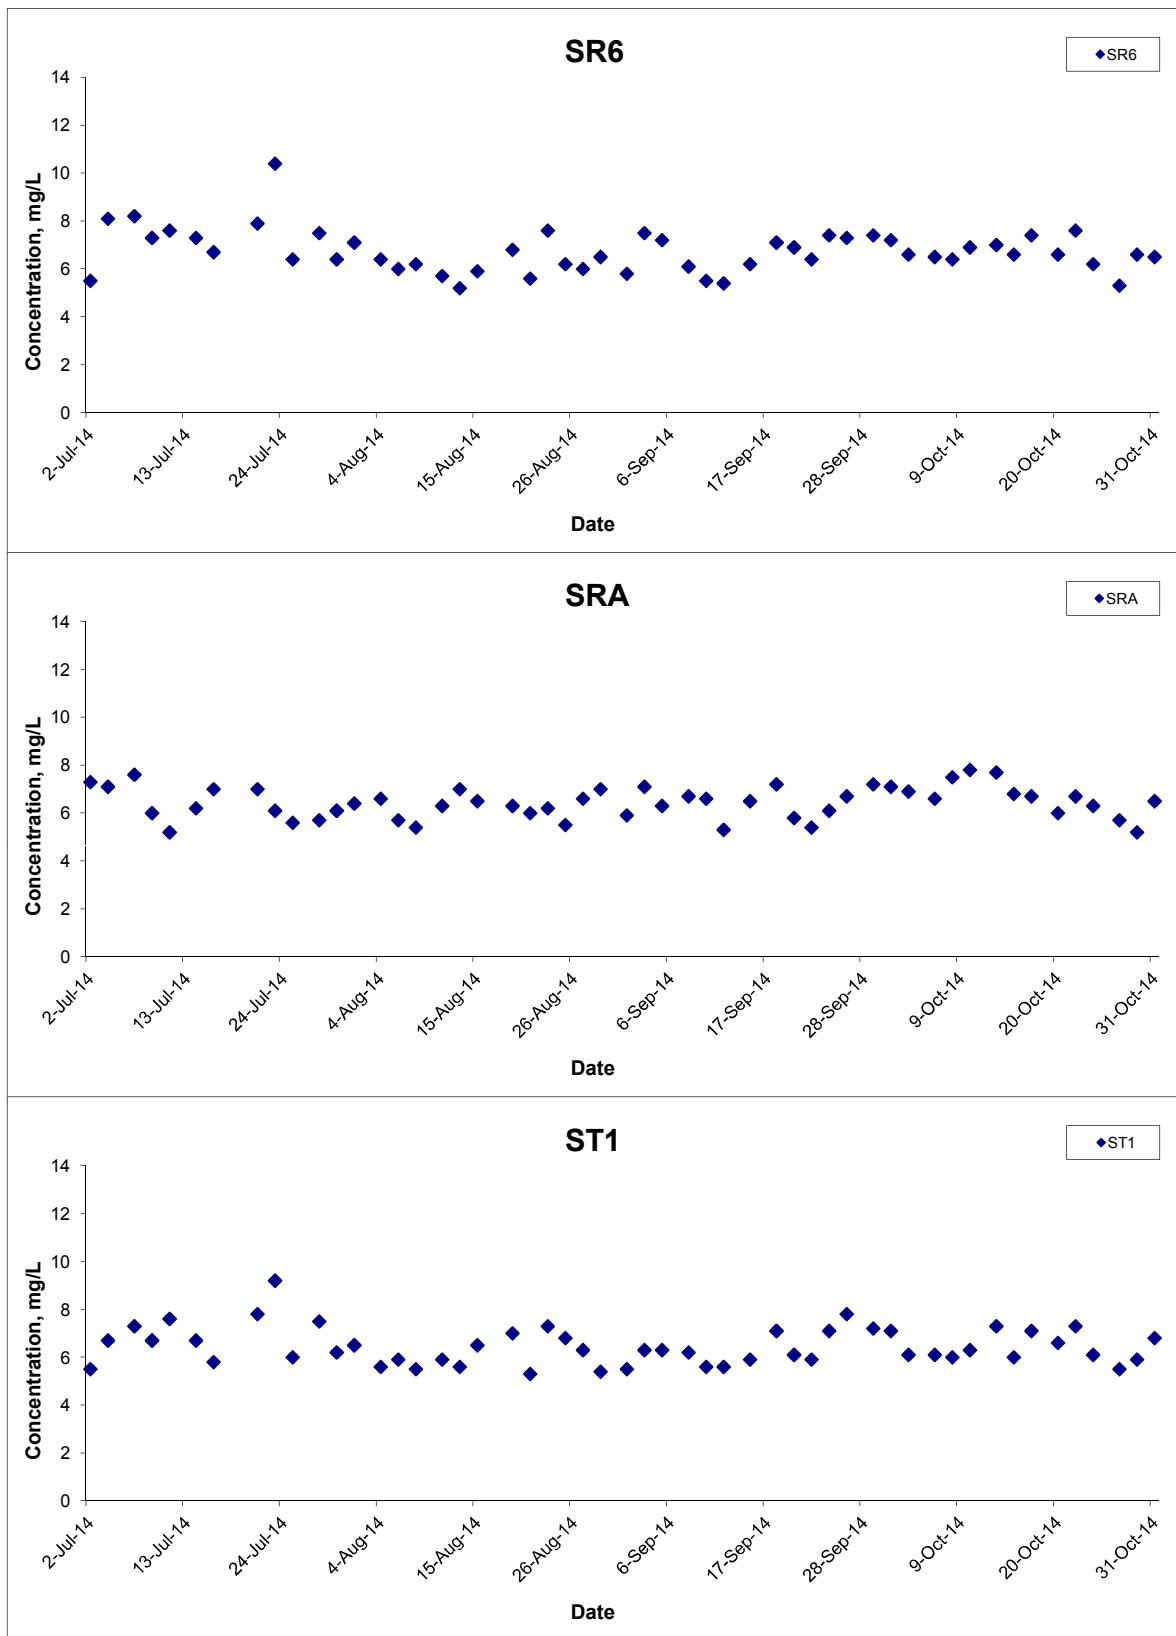 SR6
SR6
14
12
10
8
6
4
2
0
Concentration, mg/L
2-Jul-14
13-Jul-14
24-Jul-14
4-Aug-14
15-Aug-14
26-Aug-14
6-Sep-14
17-Sep-14
28-Sep-14
9-Oct-14
20-Oct-14
31-Oct-14
Date
SRA
SRA
14
12
10
8
6
4
2
0
Concentration, mg/L
2-Jul-14
13-Jul-14
24-Jul-14
4-Aug-14
15-Aug-14
26-Aug-14
6-Sep-14
17-Sep-14
28-Sep-14
9-Oct-14
20-Oct-14
31-Oct-14
Date
ST1
ST1
14
12
10
8
6
4
2
0
Concentration, mg/L
2-Jul-14
13-Jul-14
24-Jul-14
4-Aug-14
15-Aug-14
26-Aug-14
6-Sep-14
17-Sep-14
28-Sep-14
9-Oct-14
20-Oct-14
31-Oct-14
Date